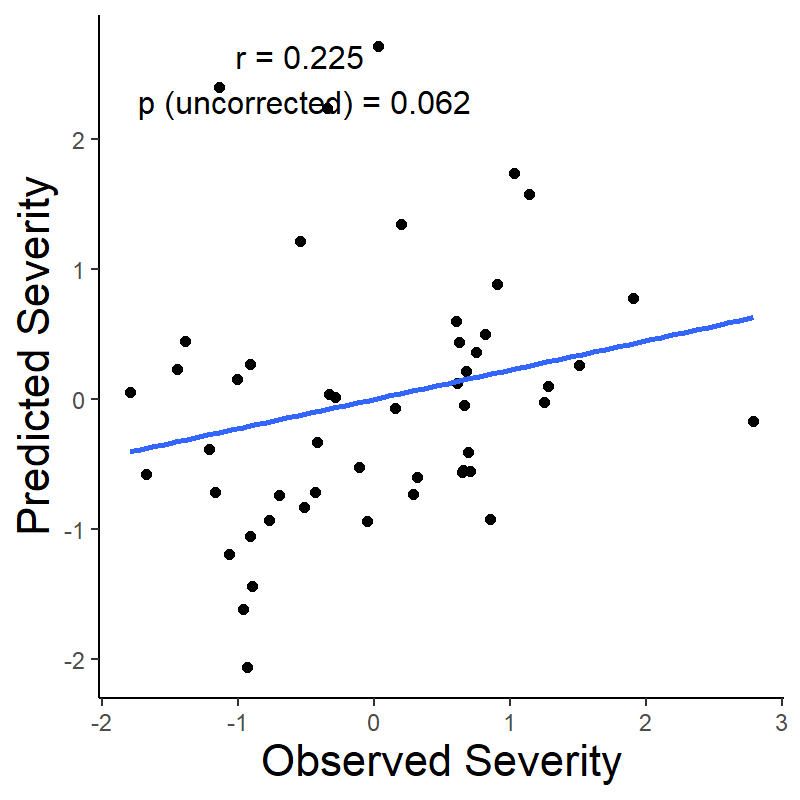 r = 0.225
p (uncorrected) = 0.062
Predicted Severity
2
1
0
-1
-2
-2
-1
0
1
2
3
Observed Severity